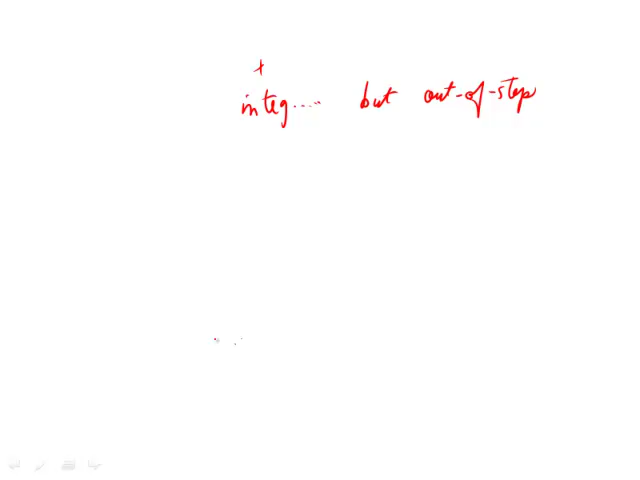 +
integ..... but out-of-step